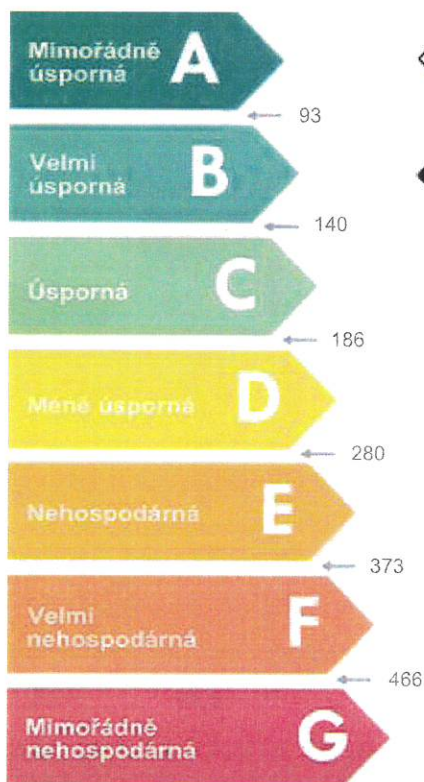 Mimořádně
úsporná A
93
Velmi
úsporná B
140
Úsporná C
186
Méně úsporná D
280
Nehospodárná E
373
Velmi
nehospodárná F
466
Mimořádně
nehospodárná G